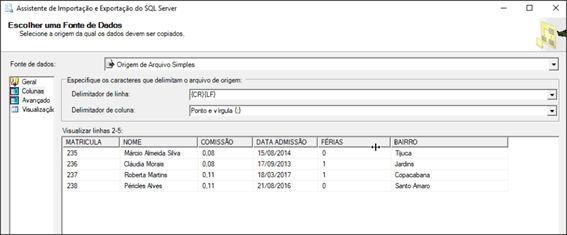 Assistente de Importação e Exportação do SQL Server
Escolher uma Fonte de Dados
Selecione a origem da qual os dados devem ser copiados.
Fonte de dados: Origem de Arquivo Simples
Geral
Colunas
Avançado
Visualização
Especifique os caracteres que delimitam o arquivo de origem:
Delimitador de linha: {CR}{LF}
Delimitador de coluna: Ponto e vírgula {;}
Visualizar linhas 2-5:
MATRICULA NOME COMISSÃO DATA ADMISSÃO FÉRIAS BAIRRO
235 Márcio Almeida Silva 0,08 15/08/2014 0 Tijuca
236 Cláudia Morais 0,08 17/09/2013 1 Jardins
237 Roberta Martins 0,11 18/03/2017 1 Copacabana
238 Péricles Alves 0,11 21/08/2016 0 Santo Amaro